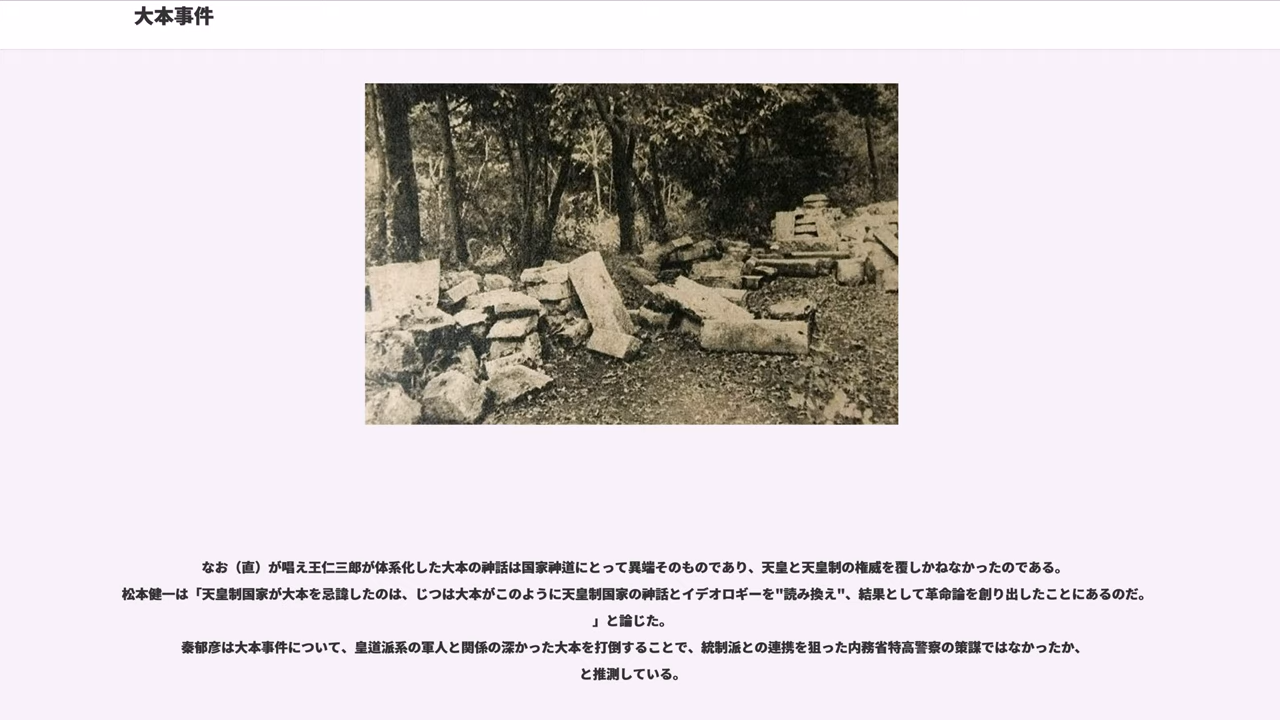 大本事件
なお（直）が唱え王仁三郎が体系化した大本の神話は国家神道にとって異端そのものであり、天皇と天皇制の権威を覆しかねなかったのである。
松本健一は「天皇制国家が大本を忌諱したのは、じつは大本がこのように天皇制国家の神話とイデオロギーを"読み換え"、結果として革命論を創り出したことにあるのだ。
」と論じた。
秦郁彦は大本事件について、皇道派系の軍人と関係の深かった大本を打倒することで、統制派との連携を狙った内務省特高警察の策謀ではなかったか、
と推測している。